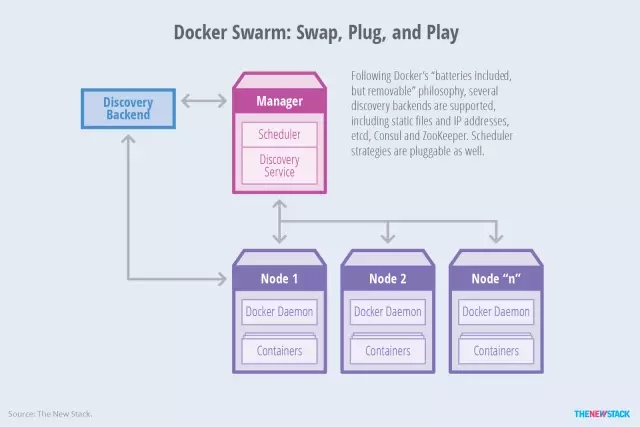 Docker Swarm: Swap, Plug, and Play
Following Docker's “batteries included,
but removable” philosophy, several
discovery backends are supported,
including static files and IP addresses,
etcd, Consul and ZooKeeper. Scheduler
strategies are pluggable as well.
Discovery
Backend
Manager
Scheduler
Discovery
Service
Node 1
Docker Daemon
Containers
Node 2
Docker Daemon
Containers
Node “n”
Docker Daemon
Containers
Source: The New Stack.
THENEWSTACK